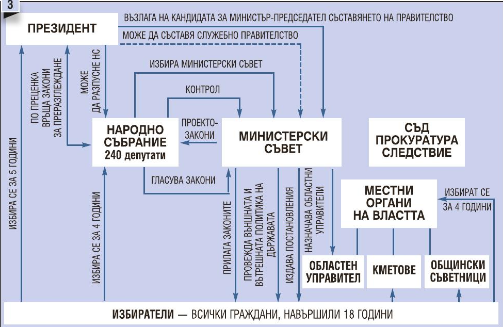 3
ПРЕЗИДЕНТ
ВЪЗЛАГА НА КАНДИДАТА ЗА МИНИСТЪР-ПРЕДСЕДАТЕЛ СЪСТАВЯНЕТО НА ПРАВИТЕЛСТВО
МОЖЕ ДА СЪСТАВЯ СЛУЖЕБНО ПРАВИТЕЛСТВО
ПО ПРЕЦЕНКА
ВРЪЩА ЗАКОНИ
ЗА ПРЕРАЗГЛЕЖДАНЕ
МОЖЕ
ДА РАЗПУСНЕ НС
ИЗБИРА МИНИСТЕРСКИ СЪВЕТ
КОНТРОЛ
НАРОДНО
СЪБРАНИЕ
240 депутати
ПРОЕКТО-
ЗАКОНИ
МИНИСТЕРСКИ
СЪВЕТ
СЪД
ПРОКУРАТУРА
СЛЕДСТВИЕ
ГЛАСУВА ЗАКОНИ
ИЗБИРА СЕ ЗА 5 ГОДИНИ
ИЗБИРА СЕ ЗА 4 ГОДИНИ
ПРИЛАГА ЗАКОНИТЕ
ПРОВЕЖДА ВЪНШНАТА И
ВЪТРЕШНАТА ПОЛИТИКА НА
ДЪРЖАВАТА
ИЗДАВА ПОСТАНОВЛЕНИЯ
НАЗНАЧАВА ОБЛАСТНИ
УПРАВИТЕЛИ
МЕСТНИ
ОРГАНИ
НА ВЛАСТТА
ИЗБИРАТ СЕ
ЗА 4 ГОДИНИ
ОБЛАСТЕН
УПРАВИТЕЛ
КМЕТОВЕ
ОБЩИНСКИ
СЪВЕТНИЦИ
ИЗБИРАТЕЛИ — ВСИЧКИ ГРАЖДАНИ, НАВЪРШИЛИ 18 ГОДИНИ